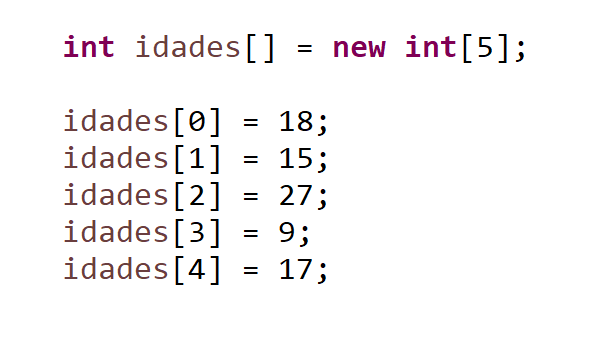 int idades[] = new int[5];
idades[0] = 18;
idades[1] = 15;
idades[2] = 27;
idades[3] = 9;
idades[4] = 17;